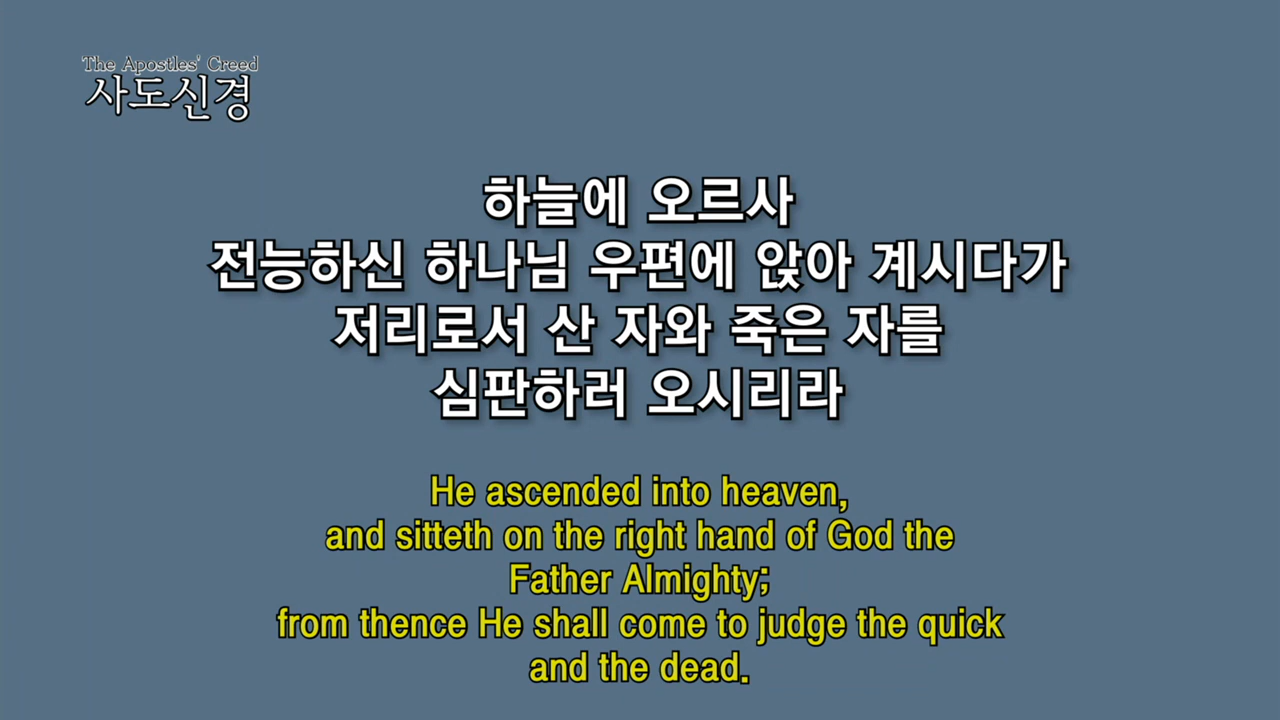 The Apostles' Creed
사도신경
하늘에 오르사
전능하신 하나님 우편에 앉아 계시다가
저리로서 산 자와 죽은 자를
심판하러 오시리라
He ascended into heaven,
and sitteth on the right hand of God the
Father Almighty;
from thence He shall come to judge the quick
and the dead.